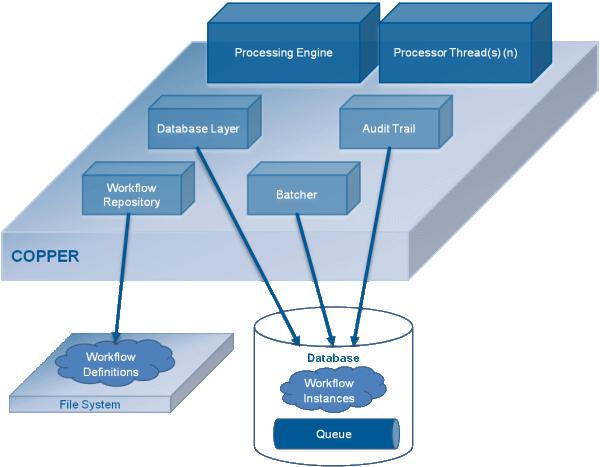 Processing Engine
Processor Thread(s) (n)
Database Layer
Audit Trail
Workflow
Repository
Batcher
COPPER
Workflow
Definitions
File System
Database
Workflow
Instances
Queue